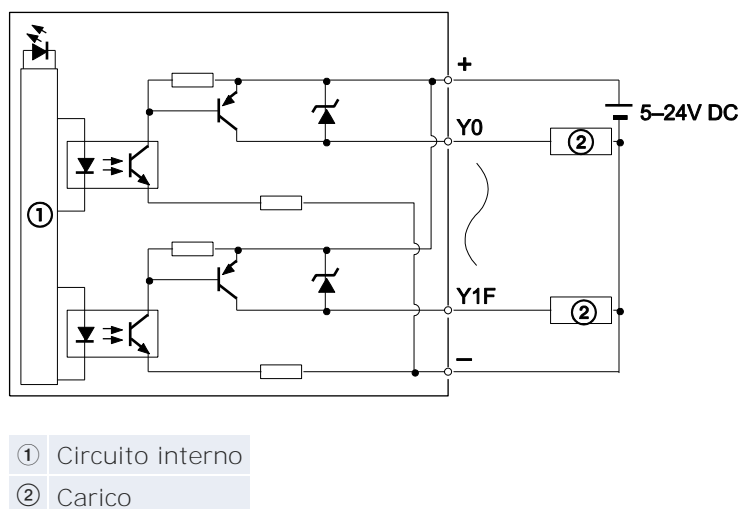 +
5–24V DC
Y0
②
①
Y1F
②
–
① Circuito interno
② Carico